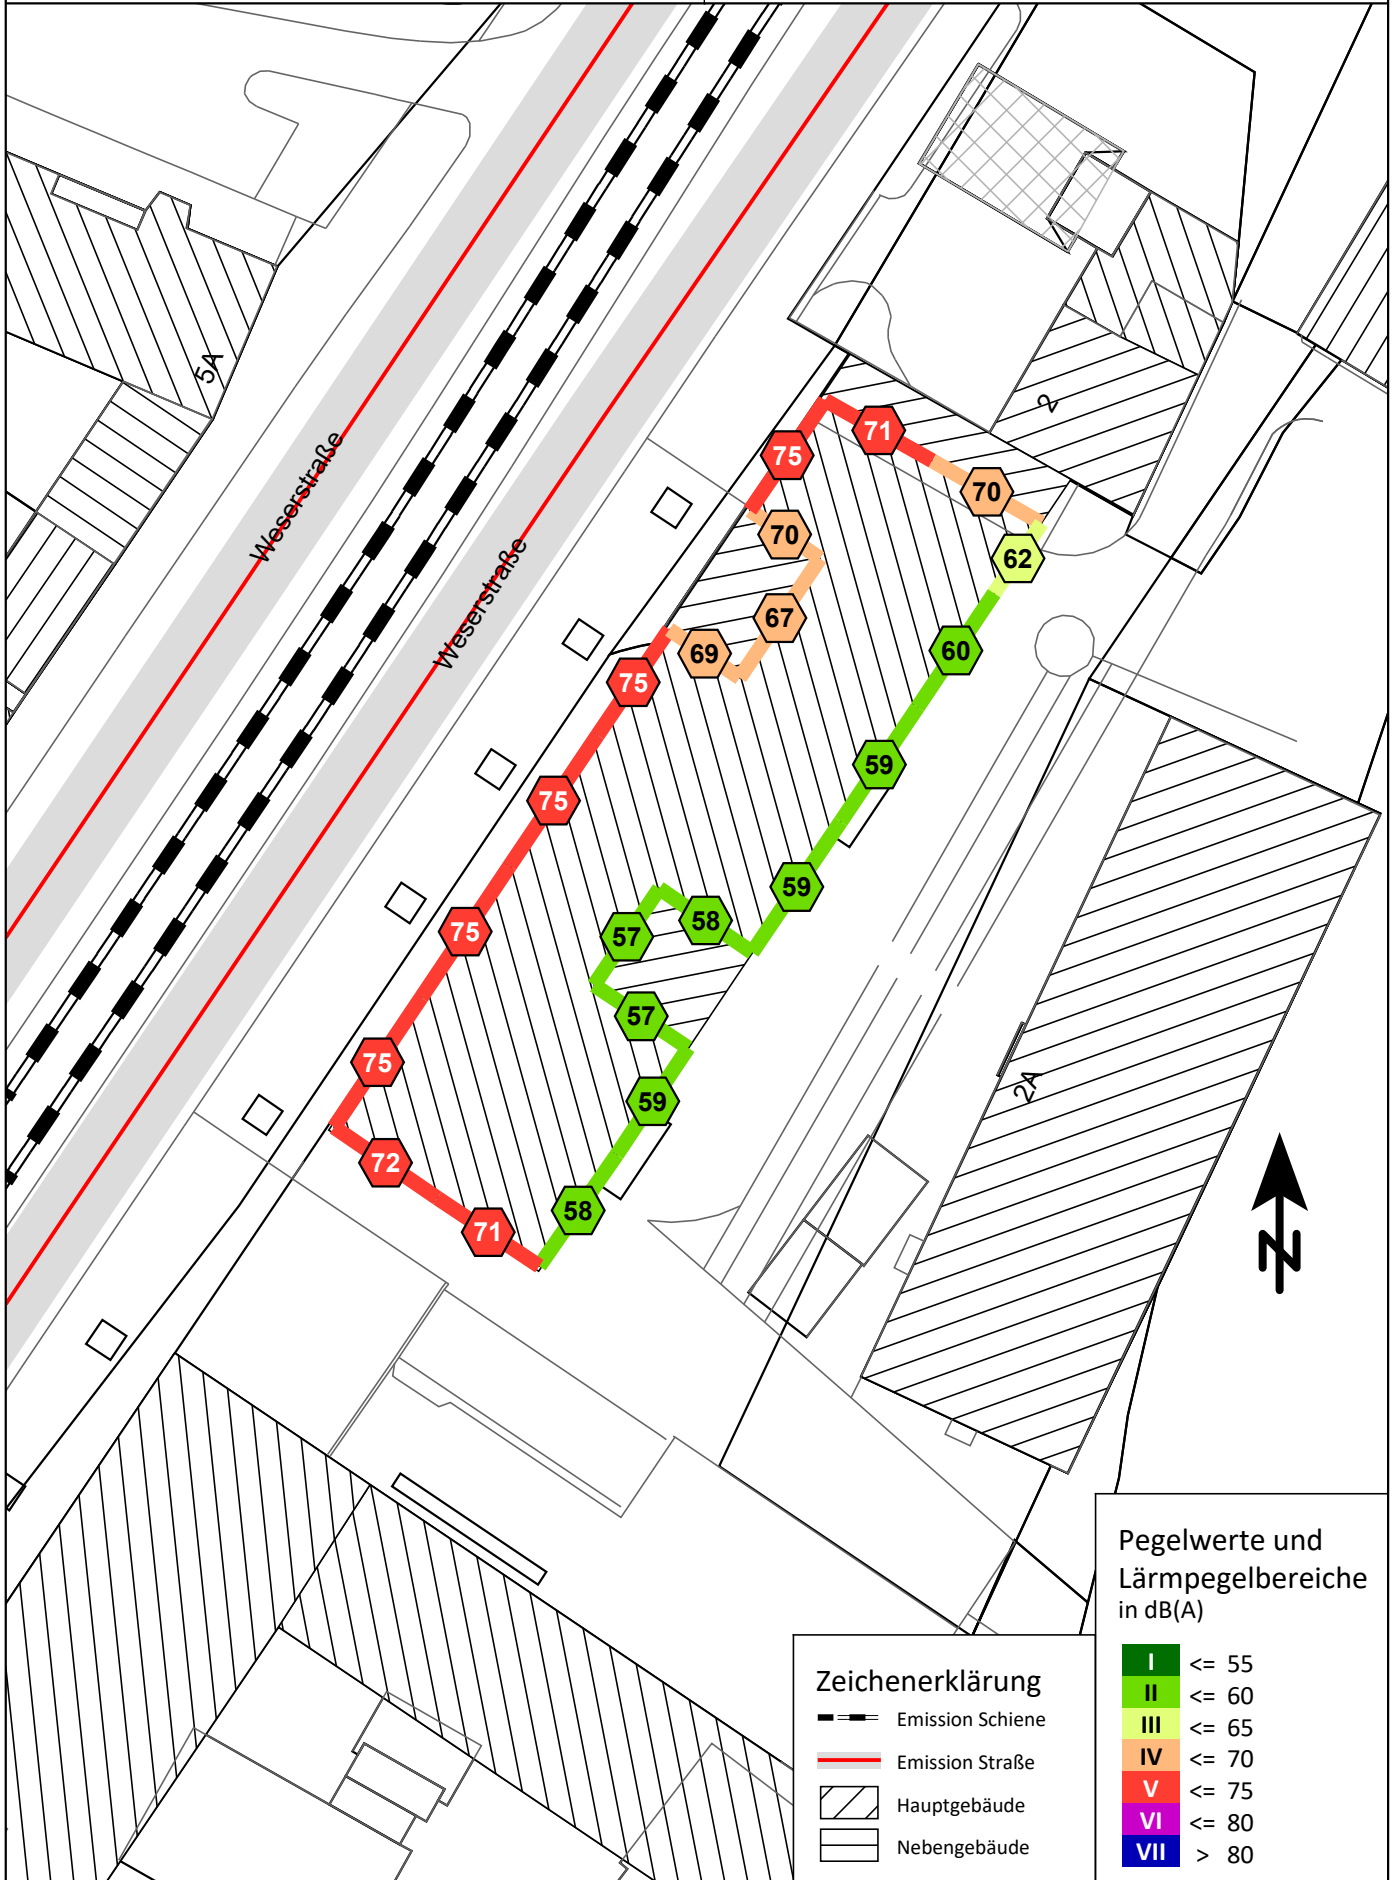 5A
Weserstraße
Weserstraße
2
71
75
70
70
62
67
60
69
75
59
75
59
58
75
57
57
75
59
72
58
71
2A
N
Pegelwerte und
Lärmpegelbereiche
in dB(A)
I <= 55
II <= 60
III <= 65
IV <= 70
V <= 75
VI <= 80
VII > 80
Zeichenerklärung
Emission Schiene
Emission Straße
Hauptgebäude
Nebengebäude